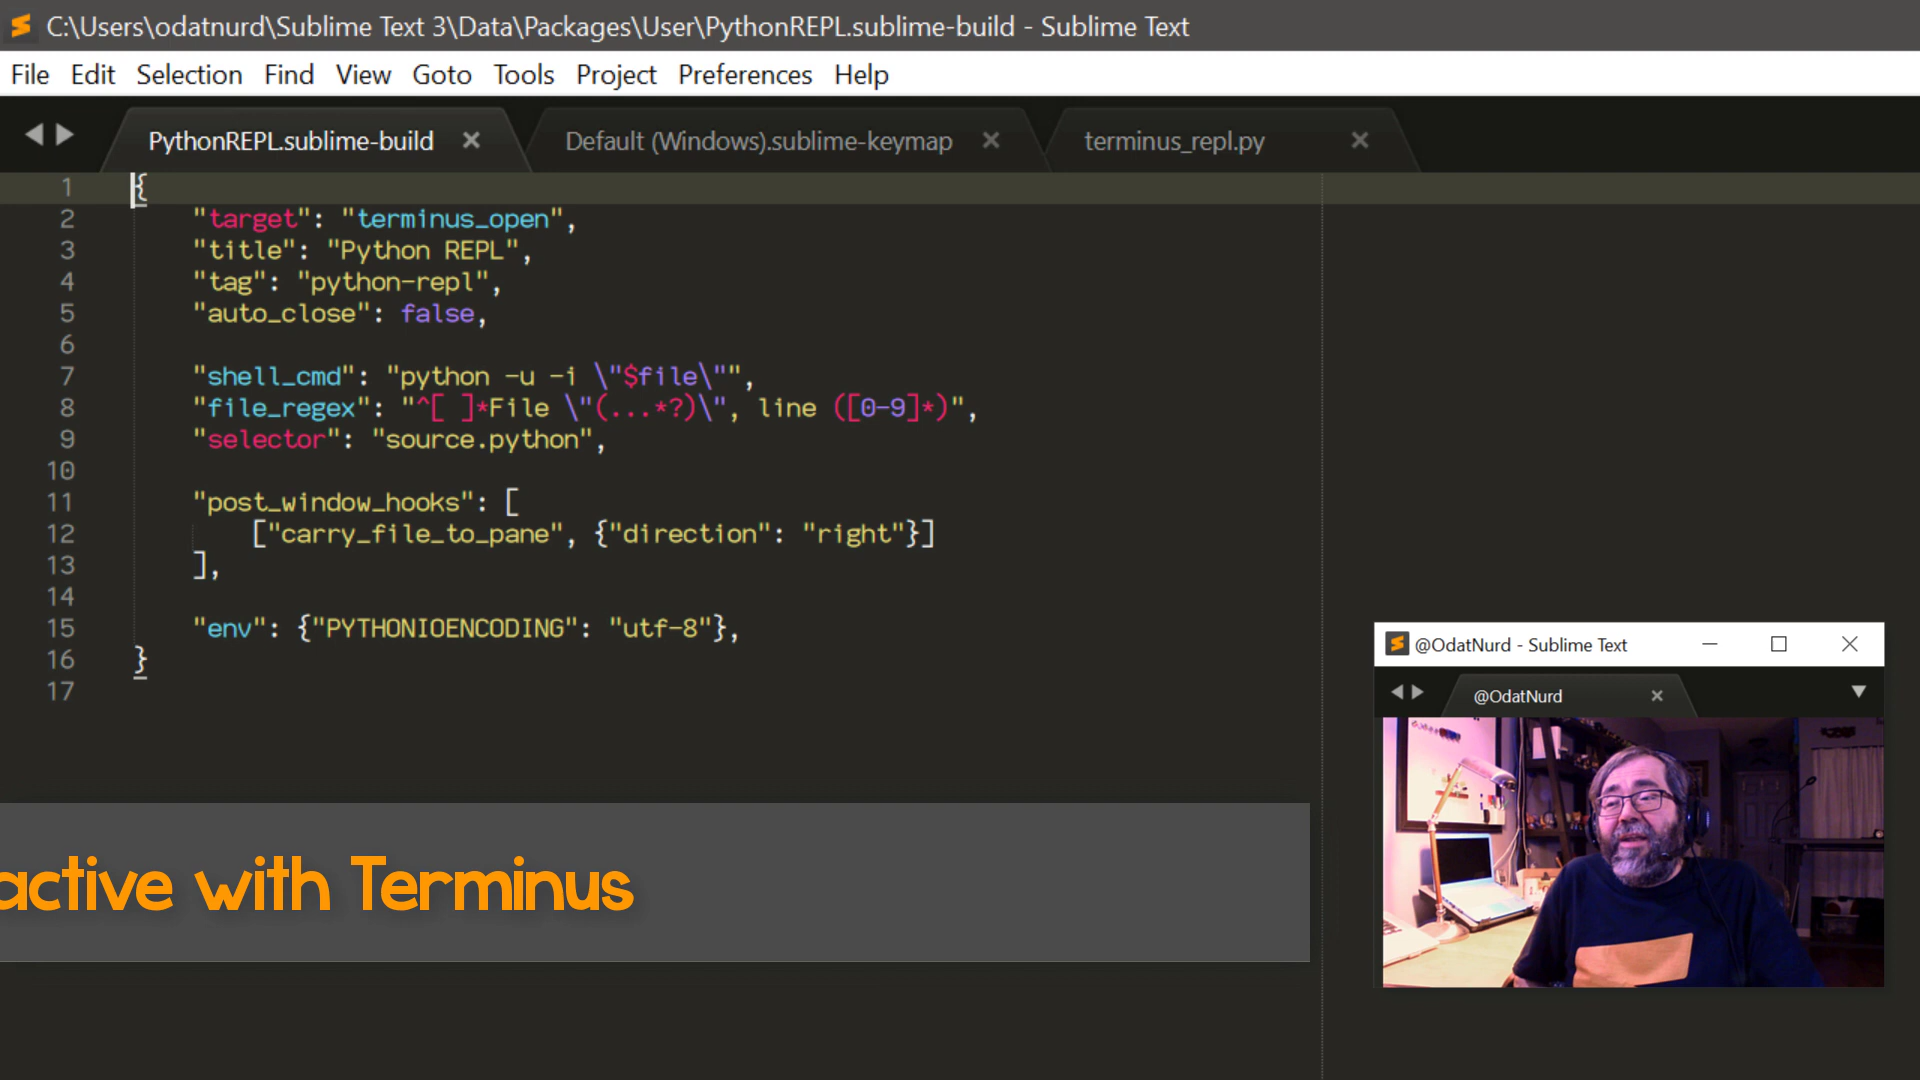 C:\Users\odatnurd\Sublime Text 3\Data\Packages\User\PythonREPL.sublime-build - Sublime Text
File Edit Selection Find View Goto Tools Project Preferences Help
PythonREPL.sublime-build Default (Windows).sublime-keymap terminus_repl.py
1 {
2 "target": "terminus_open",
3 "title": "Python REPL",
4 "tag": "python-repl",
5 "auto_close": false,
6
7 "shell_cmd": "python -u -i \"$file\"",
8 "file_regex": "^[ ]*File \"(...*?)\", line ([0-9]*)",
9 "selector": "source.python",
10
11 "post_window_hooks": [
12 ["carry_file_to_pane", {"direction": "right"}]
13 ],
14
15 "env": {"PYTHONIOENCODING": "utf-8"},
16 }
17
@OdatNurd - Sublime Text
@OdatNurd
active with Terminus